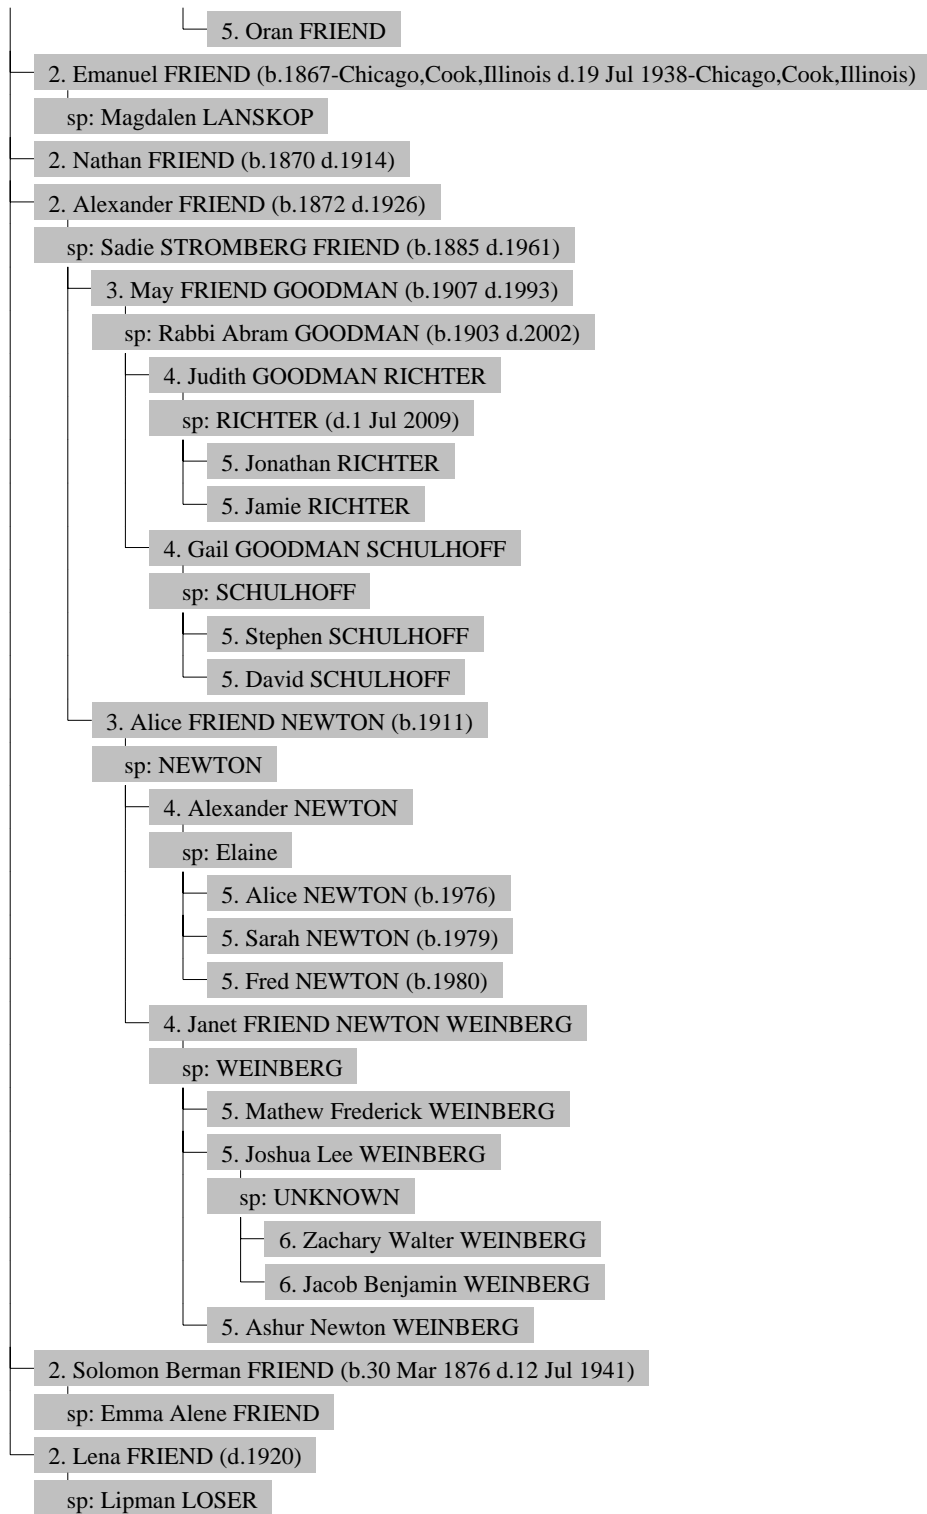 5. Oran FRIEND
2. Emanuel FRIEND (b.1867-Chicago,Cook,Illinois d.19 Jul 1938-Chicago,Cook,Illinois)
sp: Magdalen LANSKOP
2. Nathan FRIEND (b.1870 d.1914)
2. Alexander FRIEND (b.1872 d.1926)
sp: Sadie STROMBERG FRIEND (b.1885 d.1961)
3. May FRIEND GOODMAN (b.1907 d.1993)
sp: Rabbi Abram GOODMAN (b.1903 d.2002)
4. Judith GOODMAN RICHTER
sp: RICHTER (d.1 Jul 2009)
5. Jonathan RICHTER
5. Jamie RICHTER
4. Gail GOODMAN SCHULHOFF
sp: SCHULHOFF
5. Stephen SCHULHOFF
5. David SCHULHOFF
3. Alice FRIEND NEWTON (b.1911)
sp: NEWTON
4. Alexander NEWTON
sp: Elaine
5. Alice NEWTON (b.1976)
5. Sarah NEWTON (b.1979)
5. Fred NEWTON (b.1980)
4. Janet FRIEND NEWTON WEINBERG
sp: WEINBERG
5. Mathew Frederick WEINBERG
5. Joshua Lee WEINBERG
sp: UNKNOWN
6. Zachary Walter WEINBERG
6. Jacob Benjamin WEINBERG
5. Ashur Newton WEINBERG
2. Solomon Berman FRIEND (b.30 Mar 1876 d.12 Jul 1941)
sp: Emma Alene FRIEND
2. Lena FRIEND (d.1920)
sp: Lipman LOSER